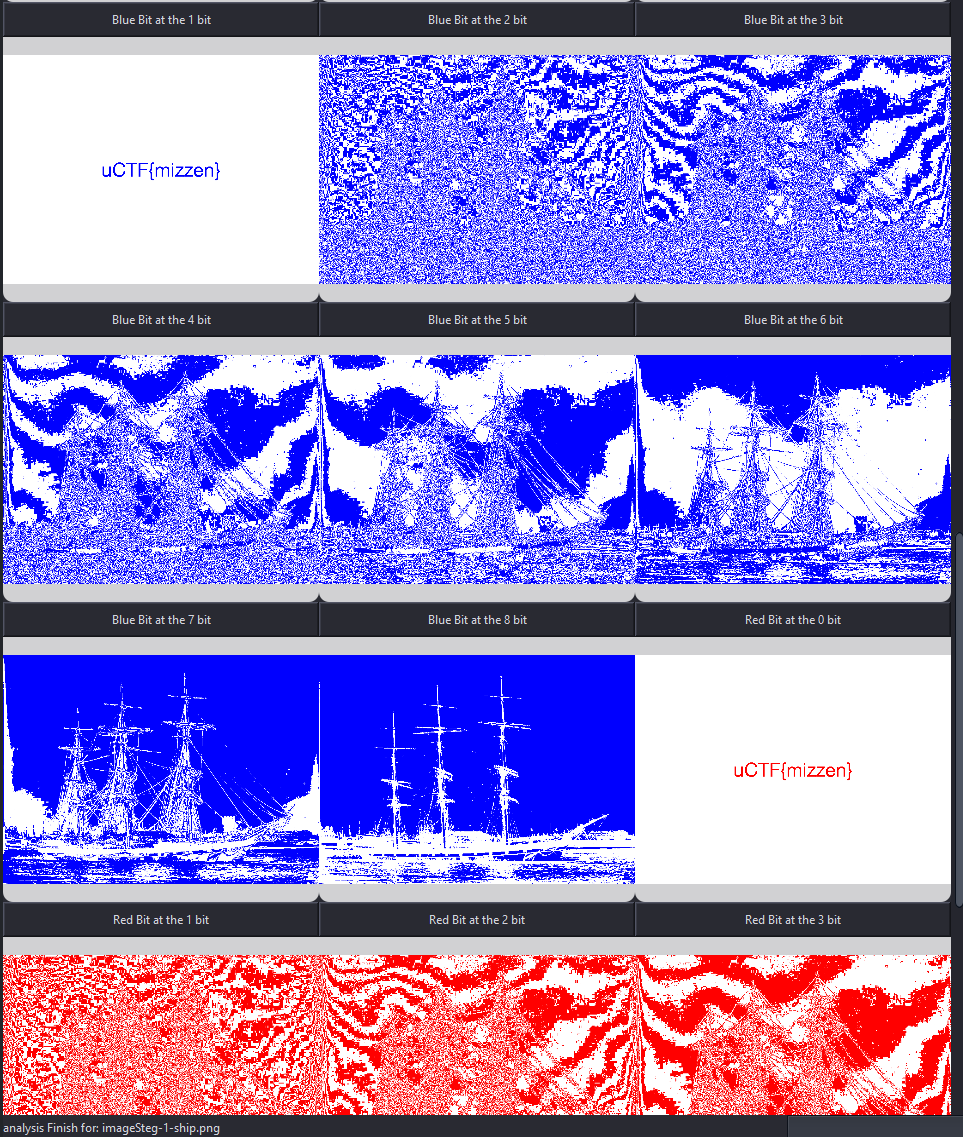 Blue Bit at the 1 bit
Blue Bit at the 2 bit
Blue Bit at the 3 bit
uCTF{mizzen}
Blue Bit at the 4 bit
Blue Bit at the 5 bit
Blue Bit at the 6 bit
Blue Bit at the 7 bit
Blue Bit at the 8 bit
Red Bit at the 0 bit
uCTF{mizzen}
Red Bit at the 1 bit
Red Bit at the 2 bit
Red Bit at the 3 bit
analysis Finish for: imageSteg-1-ship.png